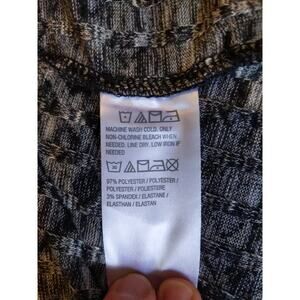 MACHINE WASH COLD. ONLY
NON-CHLORINE BLEACH WHEN
NEEDED. LINE DRY, LOW IRON IF
NEEDED
30
97% POLYESTER / POLYESTER /
POLYESTER / POLIESTERE
3% SPANDEX / ELASTANE /
ELASTHAN / ELASTAN